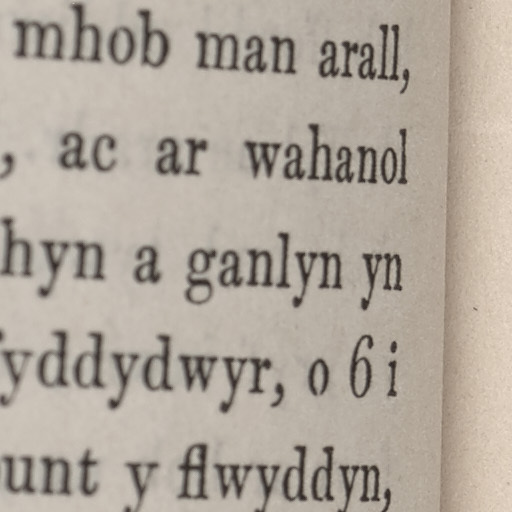 mhob man arall,
, ac ar wahanol
hyn a ganlyn yn
yddydwyr, o 6 i
unt y flwyddyn,